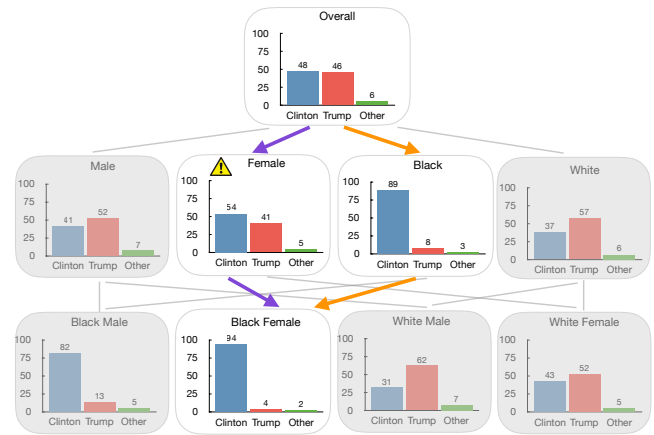 Overall
100
75
50
25
0
48 46 6
Clinton Trump Other
Male
100
75
50
25
0
41 52 7
Clinton Trump Other
! Female
100
75
50
25
0
54 41 5
Clinton Trump Other
Black
100
75
50
25
0
89 8 3
Clinton Trump Other
White
100
75
50
25
0
37 57 6
Clinton Trump Other
Black Male
100
75
50
25
0
82 13 5
Clinton Trump Other
Black Female
100
75
50
25
0
94 4 2
Clinton Trump Other
White Male
100
75
50
25
0
31 62 7
Clinton Trump Other
White Female
100
75
50
25
0
43 52 5
Clinton Trump Other